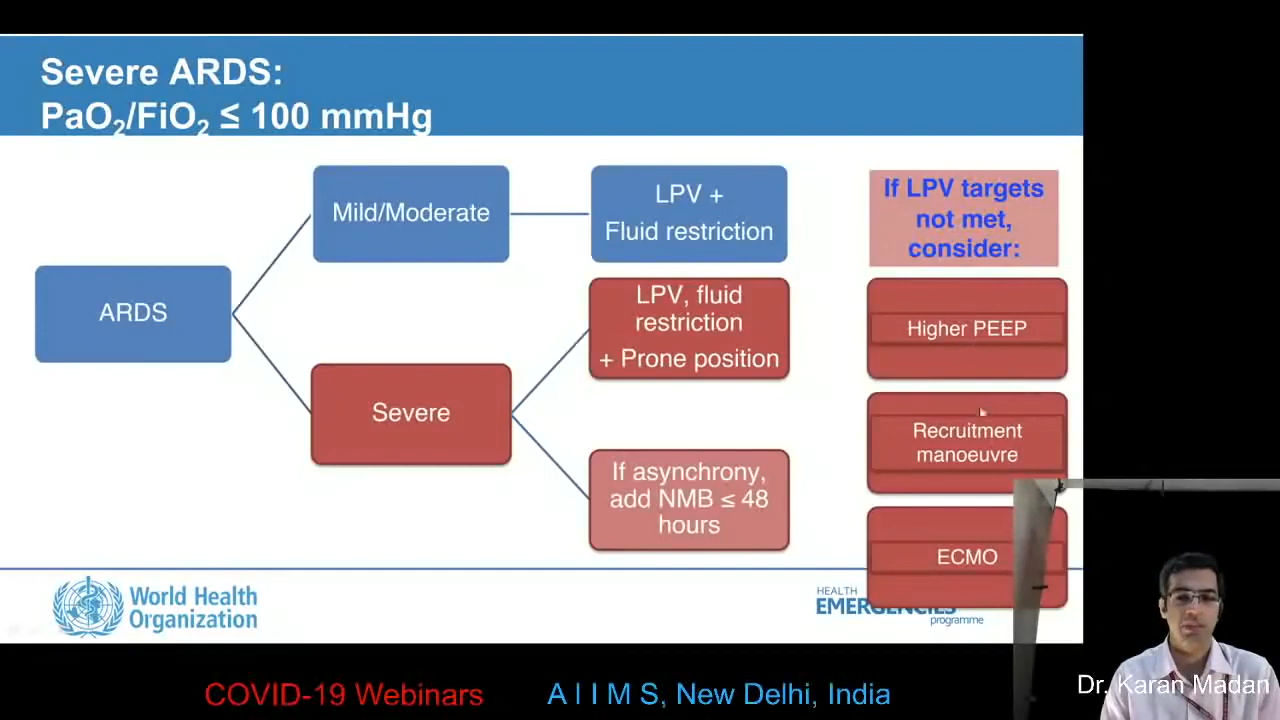 Severe ARDS:
PaO₂/FiO₂ ≤ 100 mmHg
ARDS
Mild/Moderate
Severe
LPV +
Fluid restriction
LPV, fluid
restriction
+ Prone position
If asynchrony,
add NMB ≤ 48
hours
If LPV targets
not met,
consider:
Higher PEEP
Recruitment
manoeuvre
ECMO
World Health
Organization
HEALTH
EMERGENCIES
programme
COVID-19 Webinars
A I I M S, New Delhi, India
Dr. Karan Madan